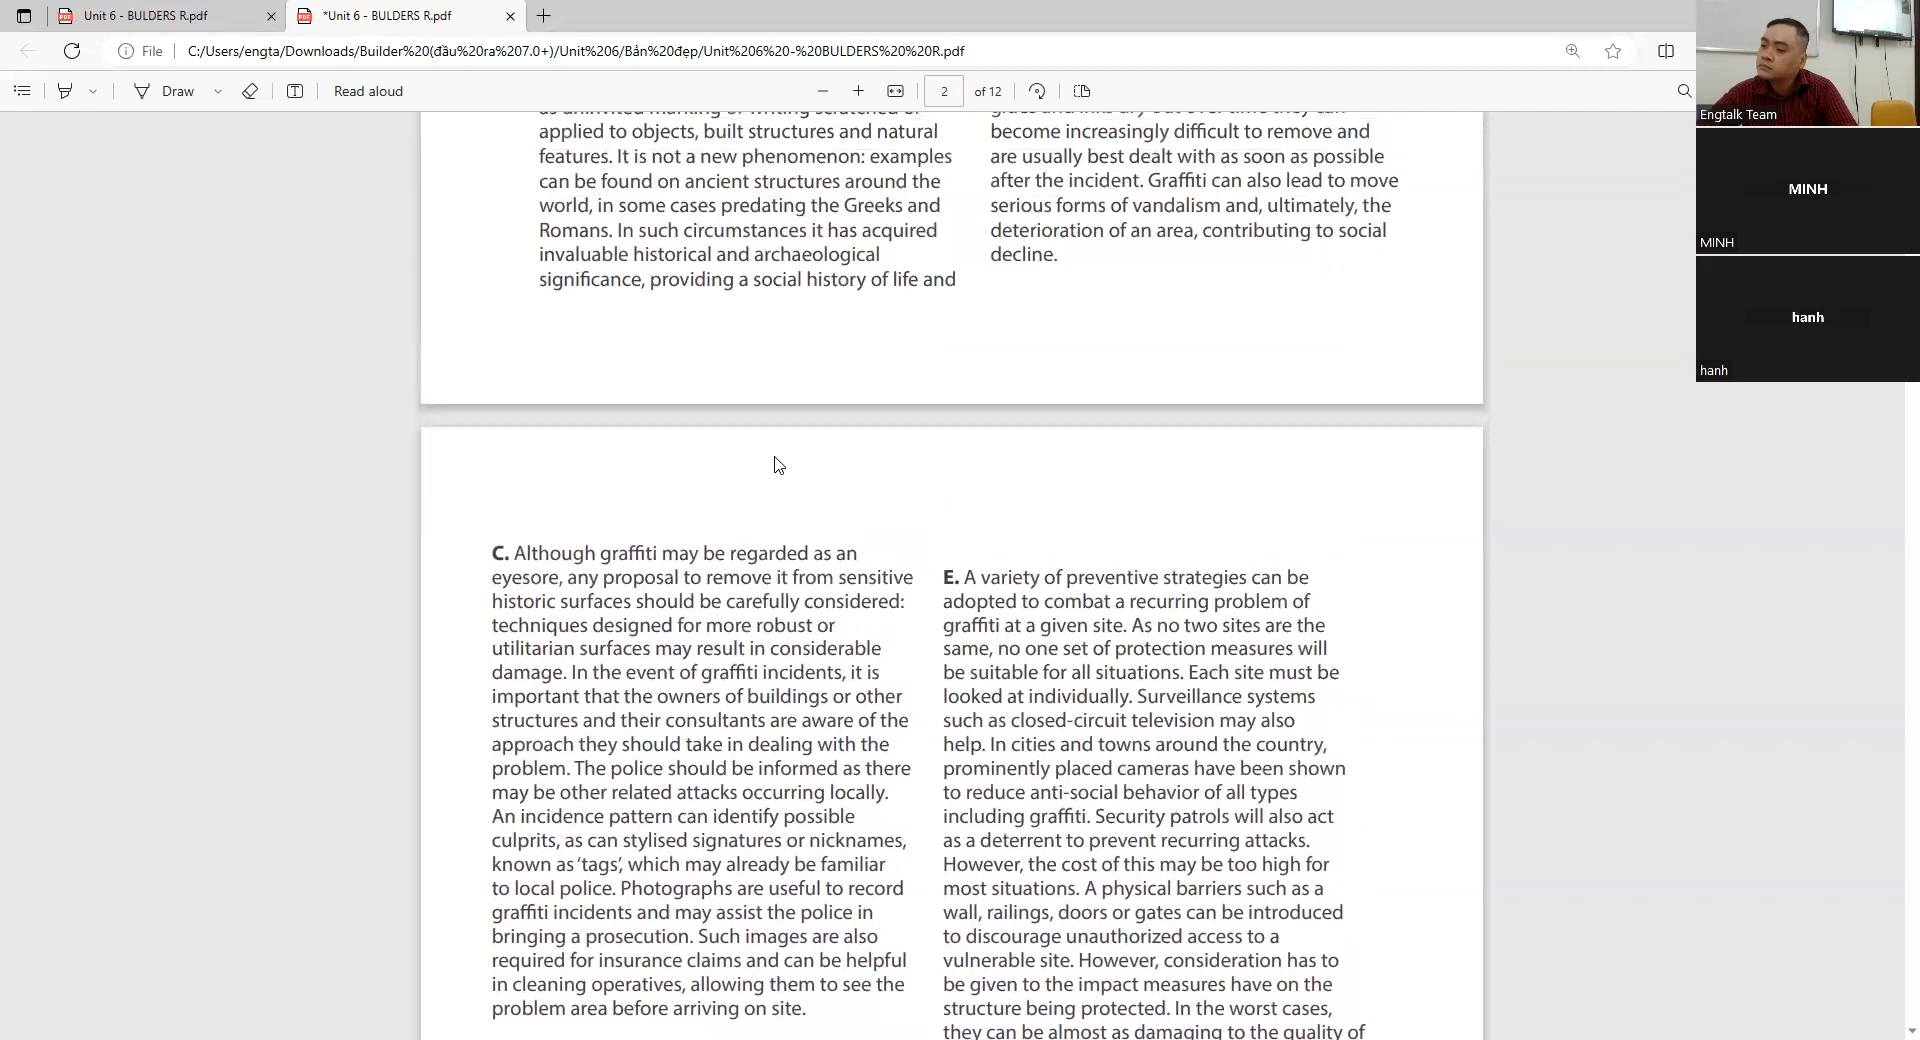 Unit 6 - BULDERS R.pdf
*Unit 6 - BULDERS R.pdf
File
C:/Users/engta/Downloads/Builder%20(đầu%20ra%207.0+)/Unit%206/Bản%20đẹp/Unit%206%20-%20BULDERS%20%20R.pdf
Draw
Read aloud
2
of 12
as uninvited marking or writing scratched or
applied to objects, built structures and natural
features. It is not a new phenomenon: examples
can be found on ancient structures around the
world, in some cases predating the Greeks and
Romans. In such circumstances it has acquired
invaluable historical and archaeological
significance, providing a social history of life and
over time they can
become increasingly difficult to remove and
are usually best dealt with as soon as possible
after the incident. Graffiti can also lead to move
serious forms of vandalism and, ultimately, the
deterioration of an area, contributing to social
decline.
C. Although graffiti may be regarded as an
eyesore, any proposal to remove it from sensitive
historic surfaces should be carefully considered:
techniques designed for more robust or
utilitarian surfaces may result in considerable
damage. In the event of graffiti incidents, it is
important that the owners of buildings or other
structures and their consultants are aware of the
approach they should take in dealing with the
problem. The police should be informed as there
may be other related attacks occurring locally.
An incidence pattern can identify possible
culprits, as can stylised signatures or nicknames,
known as ‘tags’, which may already be familiar
to local police. Photographs are useful to record
graffiti incidents and may assist the police in
bringing a prosecution. Such images are also
required for insurance claims and can be helpful
in cleaning operatives, allowing them to see the
problem area before arriving on site.
E. A variety of preventive strategies can be
adopted to combat a recurring problem of
graffiti at a given site. As no two sites are the
same, no one set of protection measures will
be suitable for all situations. Each site must be
looked at individually. Surveillance systems
such as closed-circuit television may also
help. In cities and towns around the country,
prominently placed cameras have been shown
to reduce anti-social behavior of all types
including graffiti. Security patrols will also act
as a deterrent to prevent recurring attacks.
However, the cost of this may be too high for
most situations. A physical barriers such as a
wall, railings, doors or gates can be introduced
to discourage unauthorized access to a
vulnerable site. However, consideration has to
be given to the impact measures have on the
structure being protected. In the worst cases,
they can be almost as damaging to the quality of
Engtalk Team
MINH
MINH
hanh
hanh